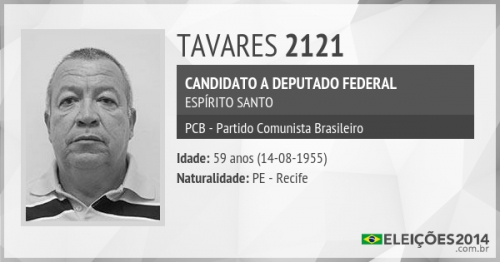 TAVARES 2121
CANDIDATO A DEPUTADO FEDERAL
ESPÍRITO SANTO
PCB - Partido Comunista Brasileiro
Idade: 59 anos (14-08-1955)
Naturalidade: PE - Recife
ELEIÇÕES2014
.com.br